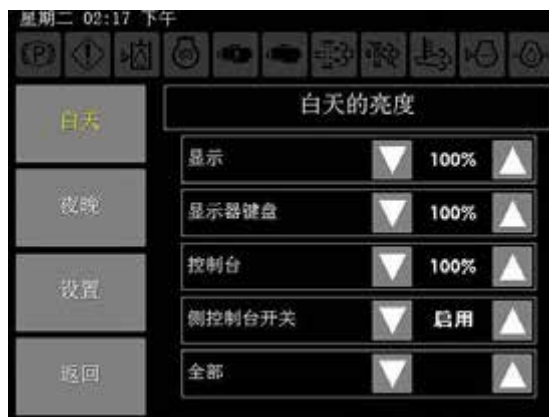 星期二 02:17 下午
白天
夜晚
设置
返回
白天的亮度
显示 100%
显示器键盘 100%
控制台 100%
侧控制台开关 启用
全部